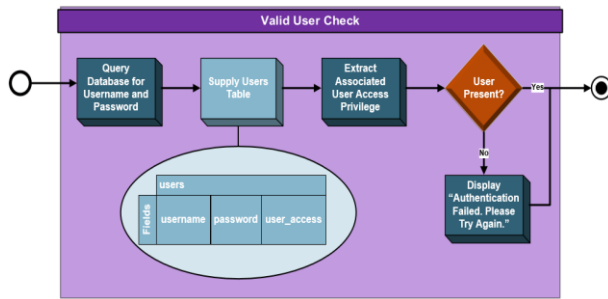 Valid User Check
Query
Database for
Username and
Password
Supply Users
Table
Extract
Associated
User Access
Privilege
User
Present?
Yes
No
Display
“Authentication
Failed. Please
Try Again.”
users
Fields
username password user_access